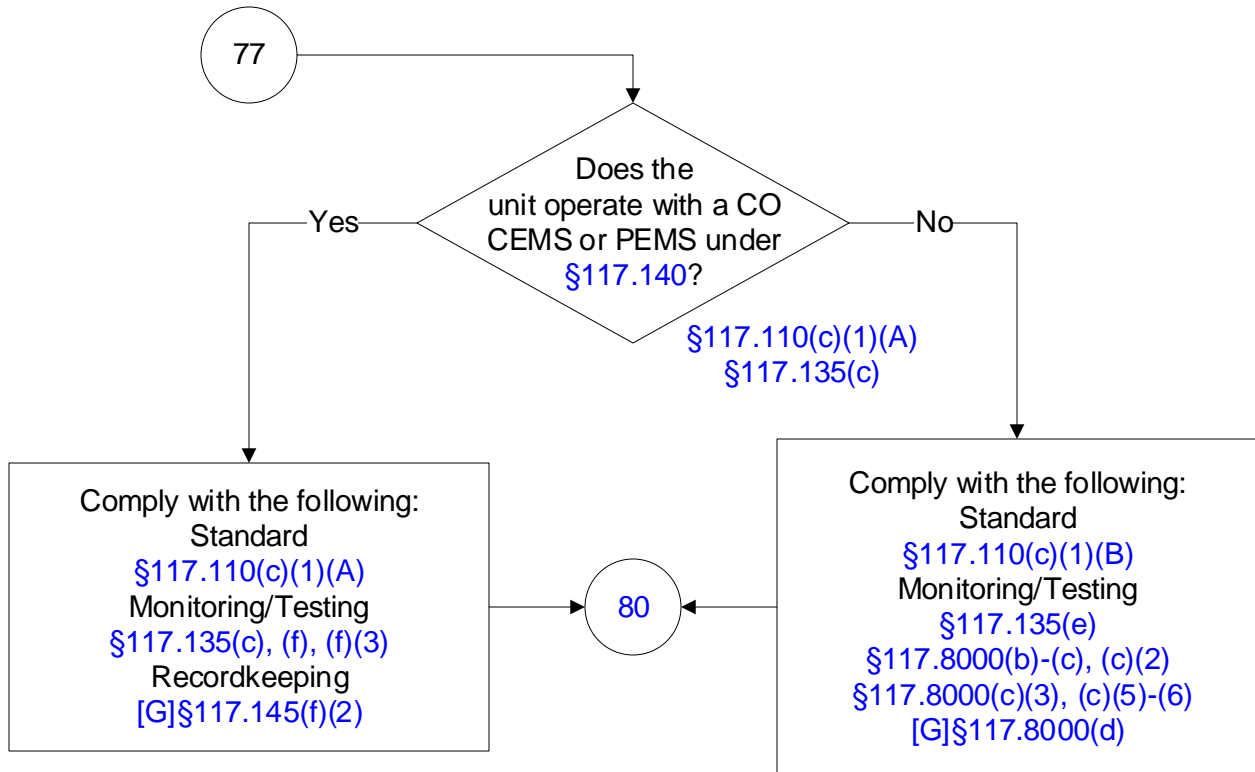 77
Does the
unit operate with a CO
CEMS or PEMS under
§117.140?
Yes
No
§117.110(c)(1)(A)
§117.135(c)
Comply with the following:
Standard
§117.110(c)(1)(A)
Monitoring/Testing
§117.135(c), (f), (f)(3)
Recordkeeping
[G]§117.145(f)(2)
80
Comply with the following:
Standard
§117.110(c)(1)(B)
Monitoring/Testing
§117.135(e)
§117.8000(b)-(c), (c)(2)
§117.8000(c)(3), (c)(5)-(6)
[G]§117.8000(d)